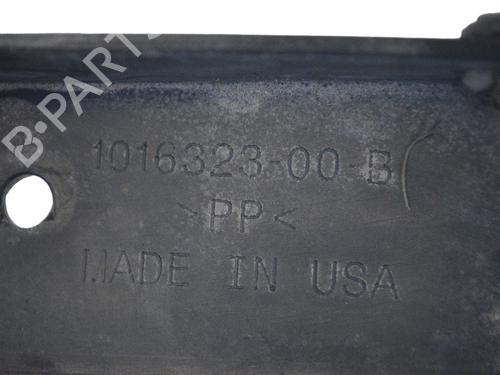 B-PARTS
1016323-00-B
>PP<
MADE IN USA